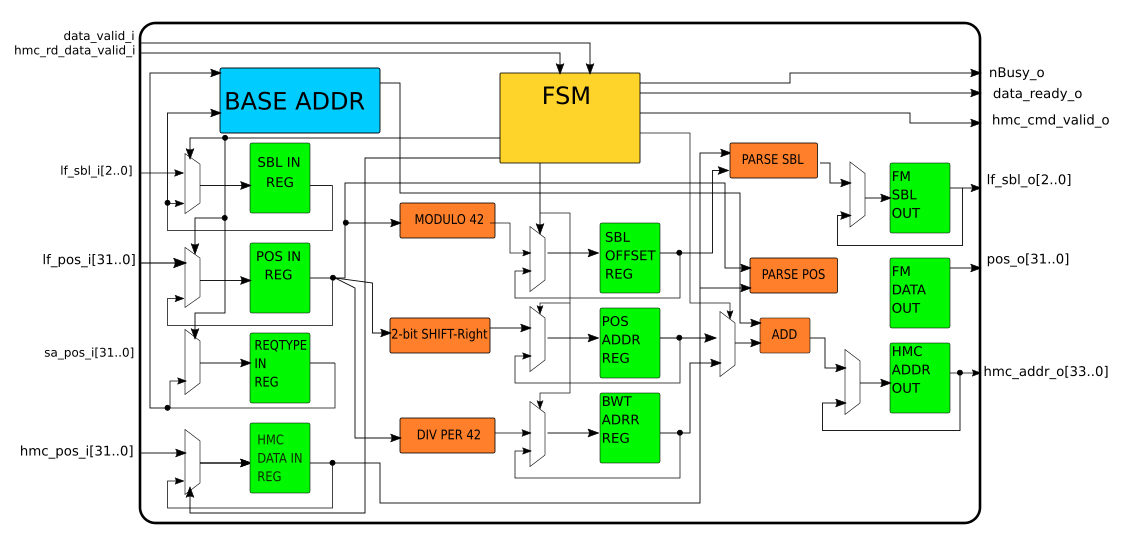 data_valid_i
hmc_rd_data_valid_i
BASE ADDR
FSM
nBusy_o
data_ready_o
hmc_cmd_valid_o
lf_sbl_i[2..0]
SBL IN
REG
PARSE SBL
FM
SBL
OUT
lf_sbl_o[2..0]
MODULO 42
lf_pos_i[31..0]
POS IN
REG
SBL
OFFSET
REG
PARSE POS
FM
DATA
OUT
pos_o[31..0]
sa_pos_i[31..0]
REQTYPE
IN
REG
2-bit SHIFT-Right
POS
ADDR
REG
ADD
HMC
ADDR
OUT
hmc_addr_o[33..0]
hmc_pos_i[31..0]
HMC
DATA IN
REG
DIV PER 42
BWT
ADRR
REG